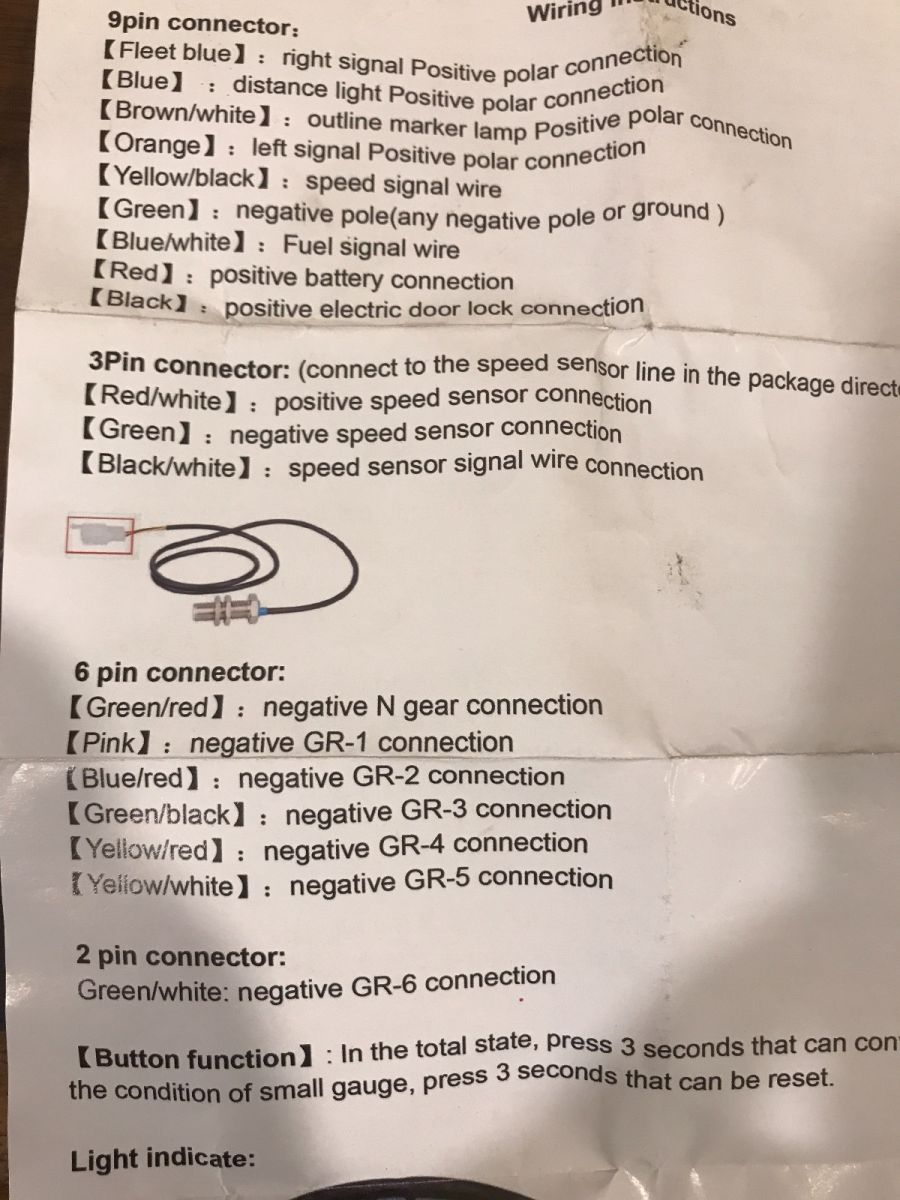 Wiring
9pin connector:
【Fleet blue】: right signal Positive polar connection
【Blue】 : distance light Positive polar connection
【Brown/white】: outline marker lamp Positive polar connection
【Orange】: left signal Positive polar connection
【Yellow/black】: speed signal wire
【Green】: negative pole(any negative pole or ground )
【Blue/white】: Fuel signal wire
【Red】: positive battery connection
【Black】: positive electric door lock connection
3Pin connector: (connect to the speed sensor line in the package
【Red/white】: positive speed sensor connection
【Green】: negative speed sensor connection
【Black/white】: speed sensor signal wire connection
6 pin connector:
【Green/red】: negative N gear connection
【Pink】: negative GR-1 connection
【Blue/red】: negative GR-2 connection
【Green/black】: negative GR-3 connection
【Yellow/red】: negative GR-4 connection
【Yellow/white】: negative GR-5 connection
2 pin connector:
Green/white: negative GR-6 connection
【Button function】: In the total state, press 3 seconds that can
the condition of small gauge, press 3 seconds that can be reset.
Light indicate: